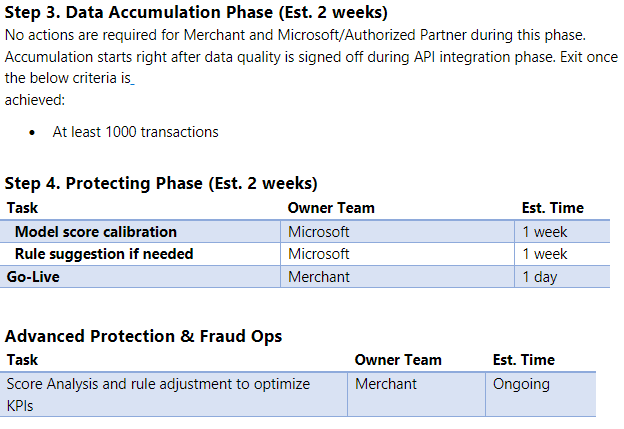 Step 3. Data Accumulation Phase (Est. 2 weeks)
No actions are required for Merchant and Microsoft/Authorized Partner during this phase.
Accumulation starts right after data quality is signed off during API integration phase. Exit once
the below criteria is
achieved:
• At least 1000 transactions
Step 4. Protecting Phase (Est. 2 weeks)
Task Owner Team Est. Time
Model score calibration Microsoft 1 week
Rule suggestion if needed Microsoft 1 week
Go-Live Merchant 1 day
Advanced Protection & Fraud Ops
Task Owner Team Est. Time
Score Analysis and rule adjustment to optimize Merchant Ongoing
KPIs